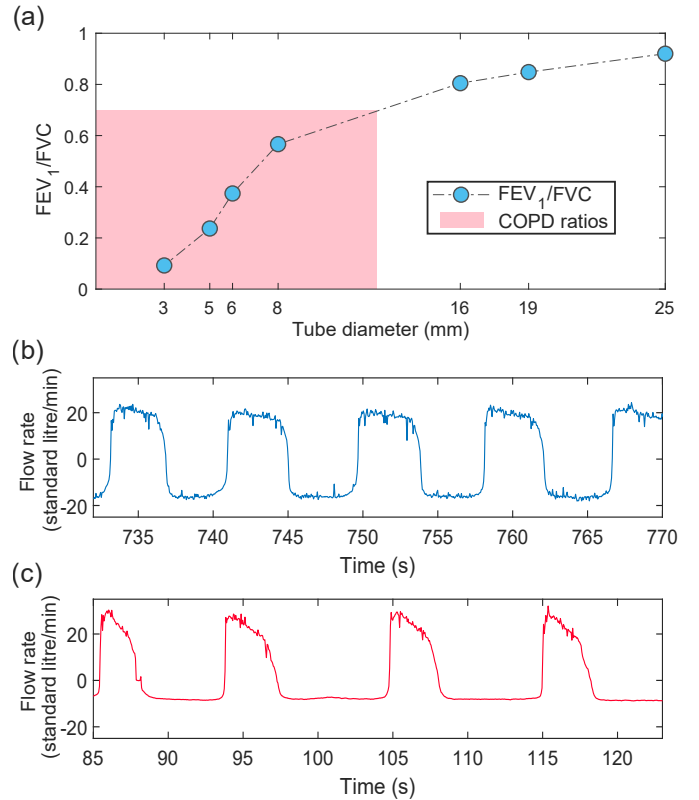 (a)
1
0.8
0.6
0.4
0.2
0
FEV1/FVC
FEV1/FVC
COPD ratios
3 5 6 8 16 19 25
Tube diameter (mm)
(b)
20
0
-20
Flow rate
(standard litre/min)
735 740 745 750 755 760 765 770
Time (s)
(c)
20
0
-20
Flow rate
(standard litre/min)
85 90 95 100 105 110 115 120
Time (s)